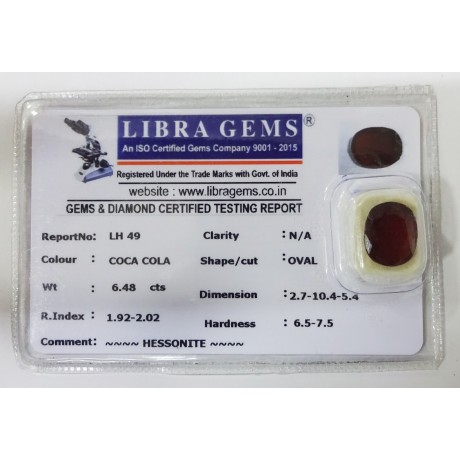 LIBRA GEMS®
An ISO Certified Gems Company 9001 - 2015
Registered Under the Trade Marks with Govt. of India
website : www.libragems.co.in
GEMS & DIAMOND CERTIFIED TESTING REPORT
ReportNo: LH 49 Clarity : N/A
Colour : COCA COLA Shape/cut : OVAL
Wt : 6.48 cts Dimension : 2.7-10.4-5.4
R.Index : 1.92-2.02 Hardness : 6.5-7.5
Comment: ~~~~ HESSONITE ~~~~